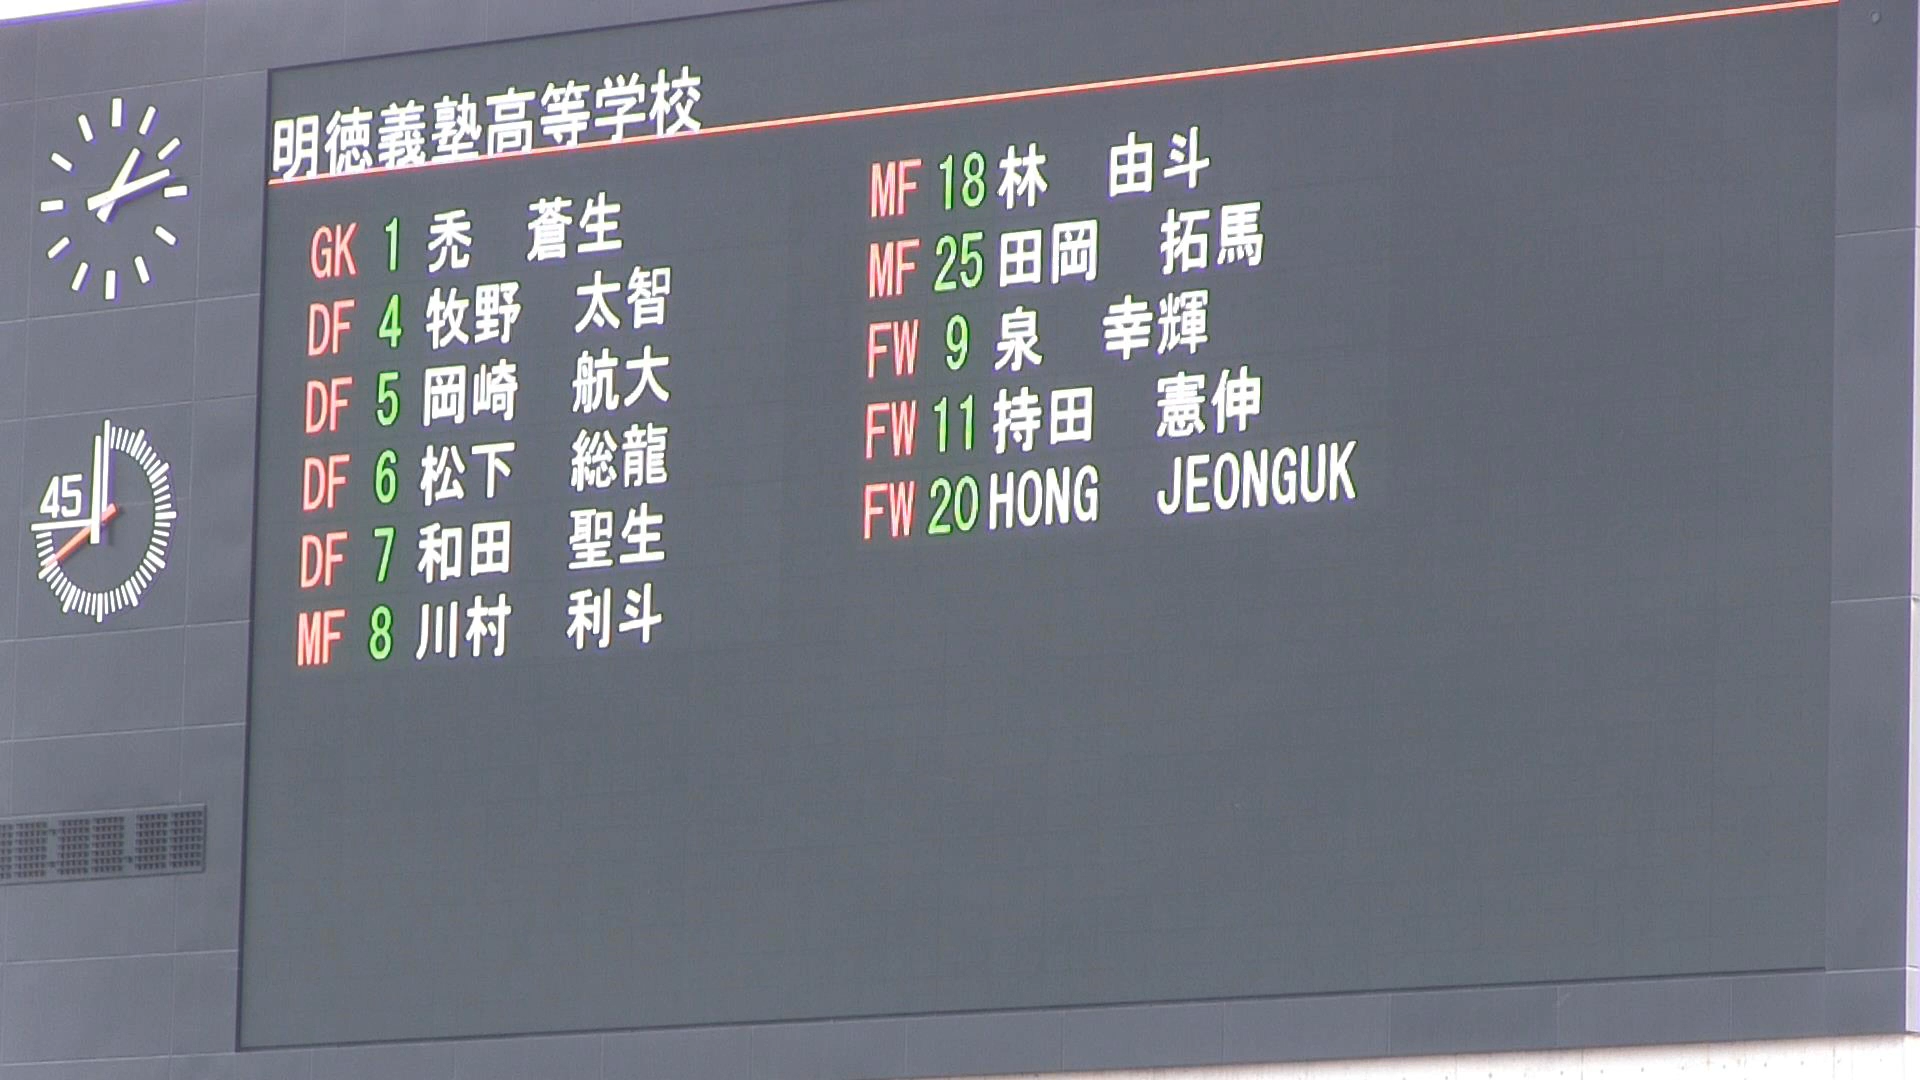 明徳義塾高等学校
GK 1 禿 蒼生
DF 4 牧野 太智
DF 5 岡崎 航大
DF 6 松下 総龍
DF 7 和田 聖生
MF 8 川村 利斗
MF 18 林 由斗
MF 25 田岡 拓馬
FW 9 泉 幸輝
FW 11 持田 憲伸
FW 20 HONG JEONGUK
45